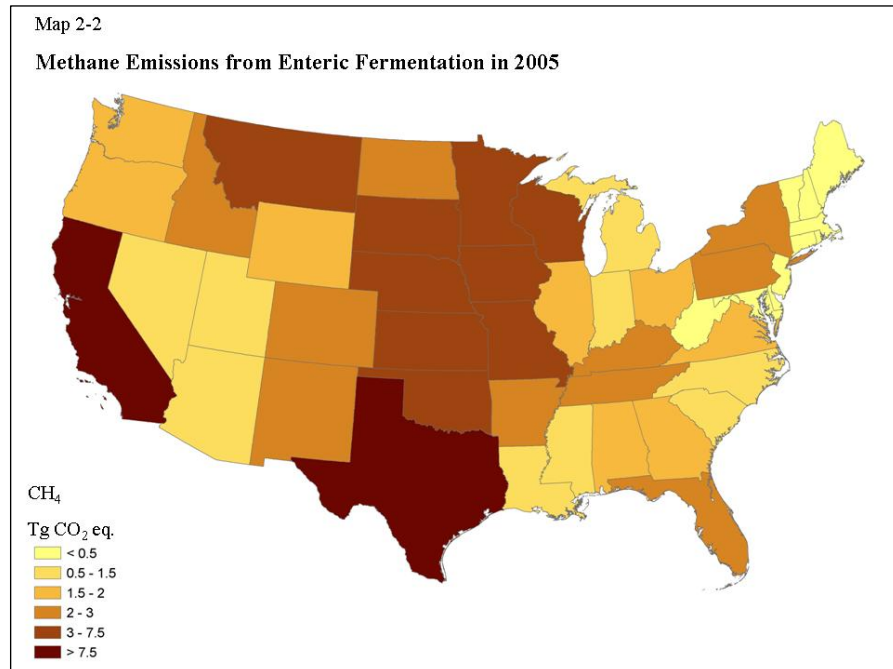 Map 2-2
Methane Emissions from Enteric Fermentation in 2005
CH₄
Tg CO₂ eq.
< 0.5
0.5 - 1.5
1.5 - 2
2 - 3
3 - 7.5
> 7.5